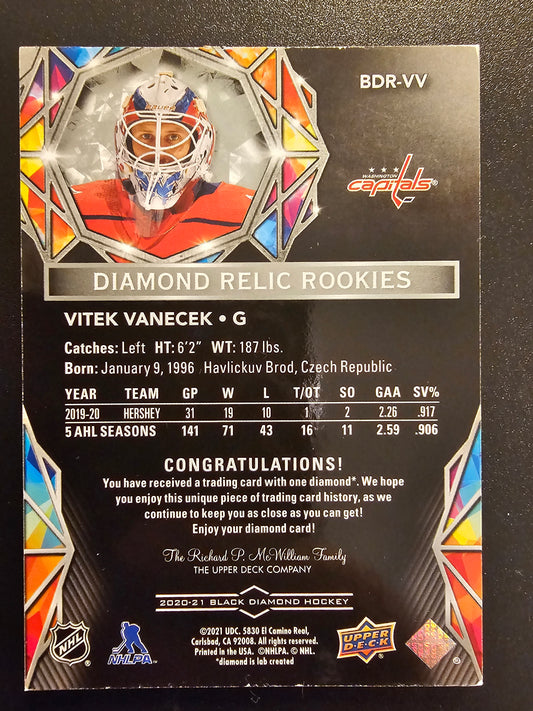 BDR-VV
WASHINGTON
capitals®
DIAMOND RELIC ROOKIES
VITEK VANECEK • G
Catches: Left HT: 6'2" WT: 187 lbs.
Born: January 9, 1996 Havlickuv Brod, Czech Republic
YEAR TEAM GP W L T/OT SO GAA SV%
2019-20 HERSHEY 31 19 10 1 2 2.26 .917
5 AHL SEASONS 141 71 43 16 11 2.59 .906
CONGRATULATIONS!
You have received a trading card with one diamond*. We hope
you enjoy this unique piece of trading card history, as we
continue to keep you as close as you can get!
Enjoy your diamond card!
The Richard P. McWilliam Family
THE UPPER DECK COMPANY
2020-21 BLACK DIAMOND HOCKEY
NHL
NHLPA
©2021 UDC. 5830 El Camino Real,
Carlsbad, CA 92008. All rights reserved.
Printed in the USA. ©NHLPA. © NHL.
*diamond is lab created
UPPER
DECK